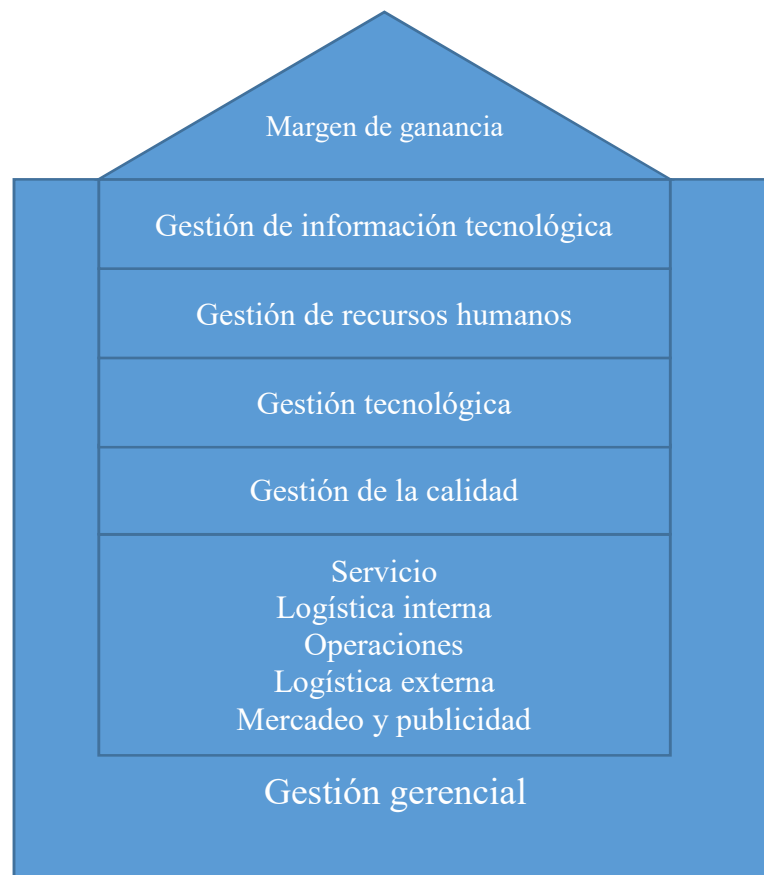 Margen de ganancia
Gestión de información tecnológica
Gestión de recursos humanos
Gestión tecnológica
Gestión de la calidad
Servicio
Logística interna
Operaciones
Logística externa
Mercadeo y publicidad
Gestión gerencial